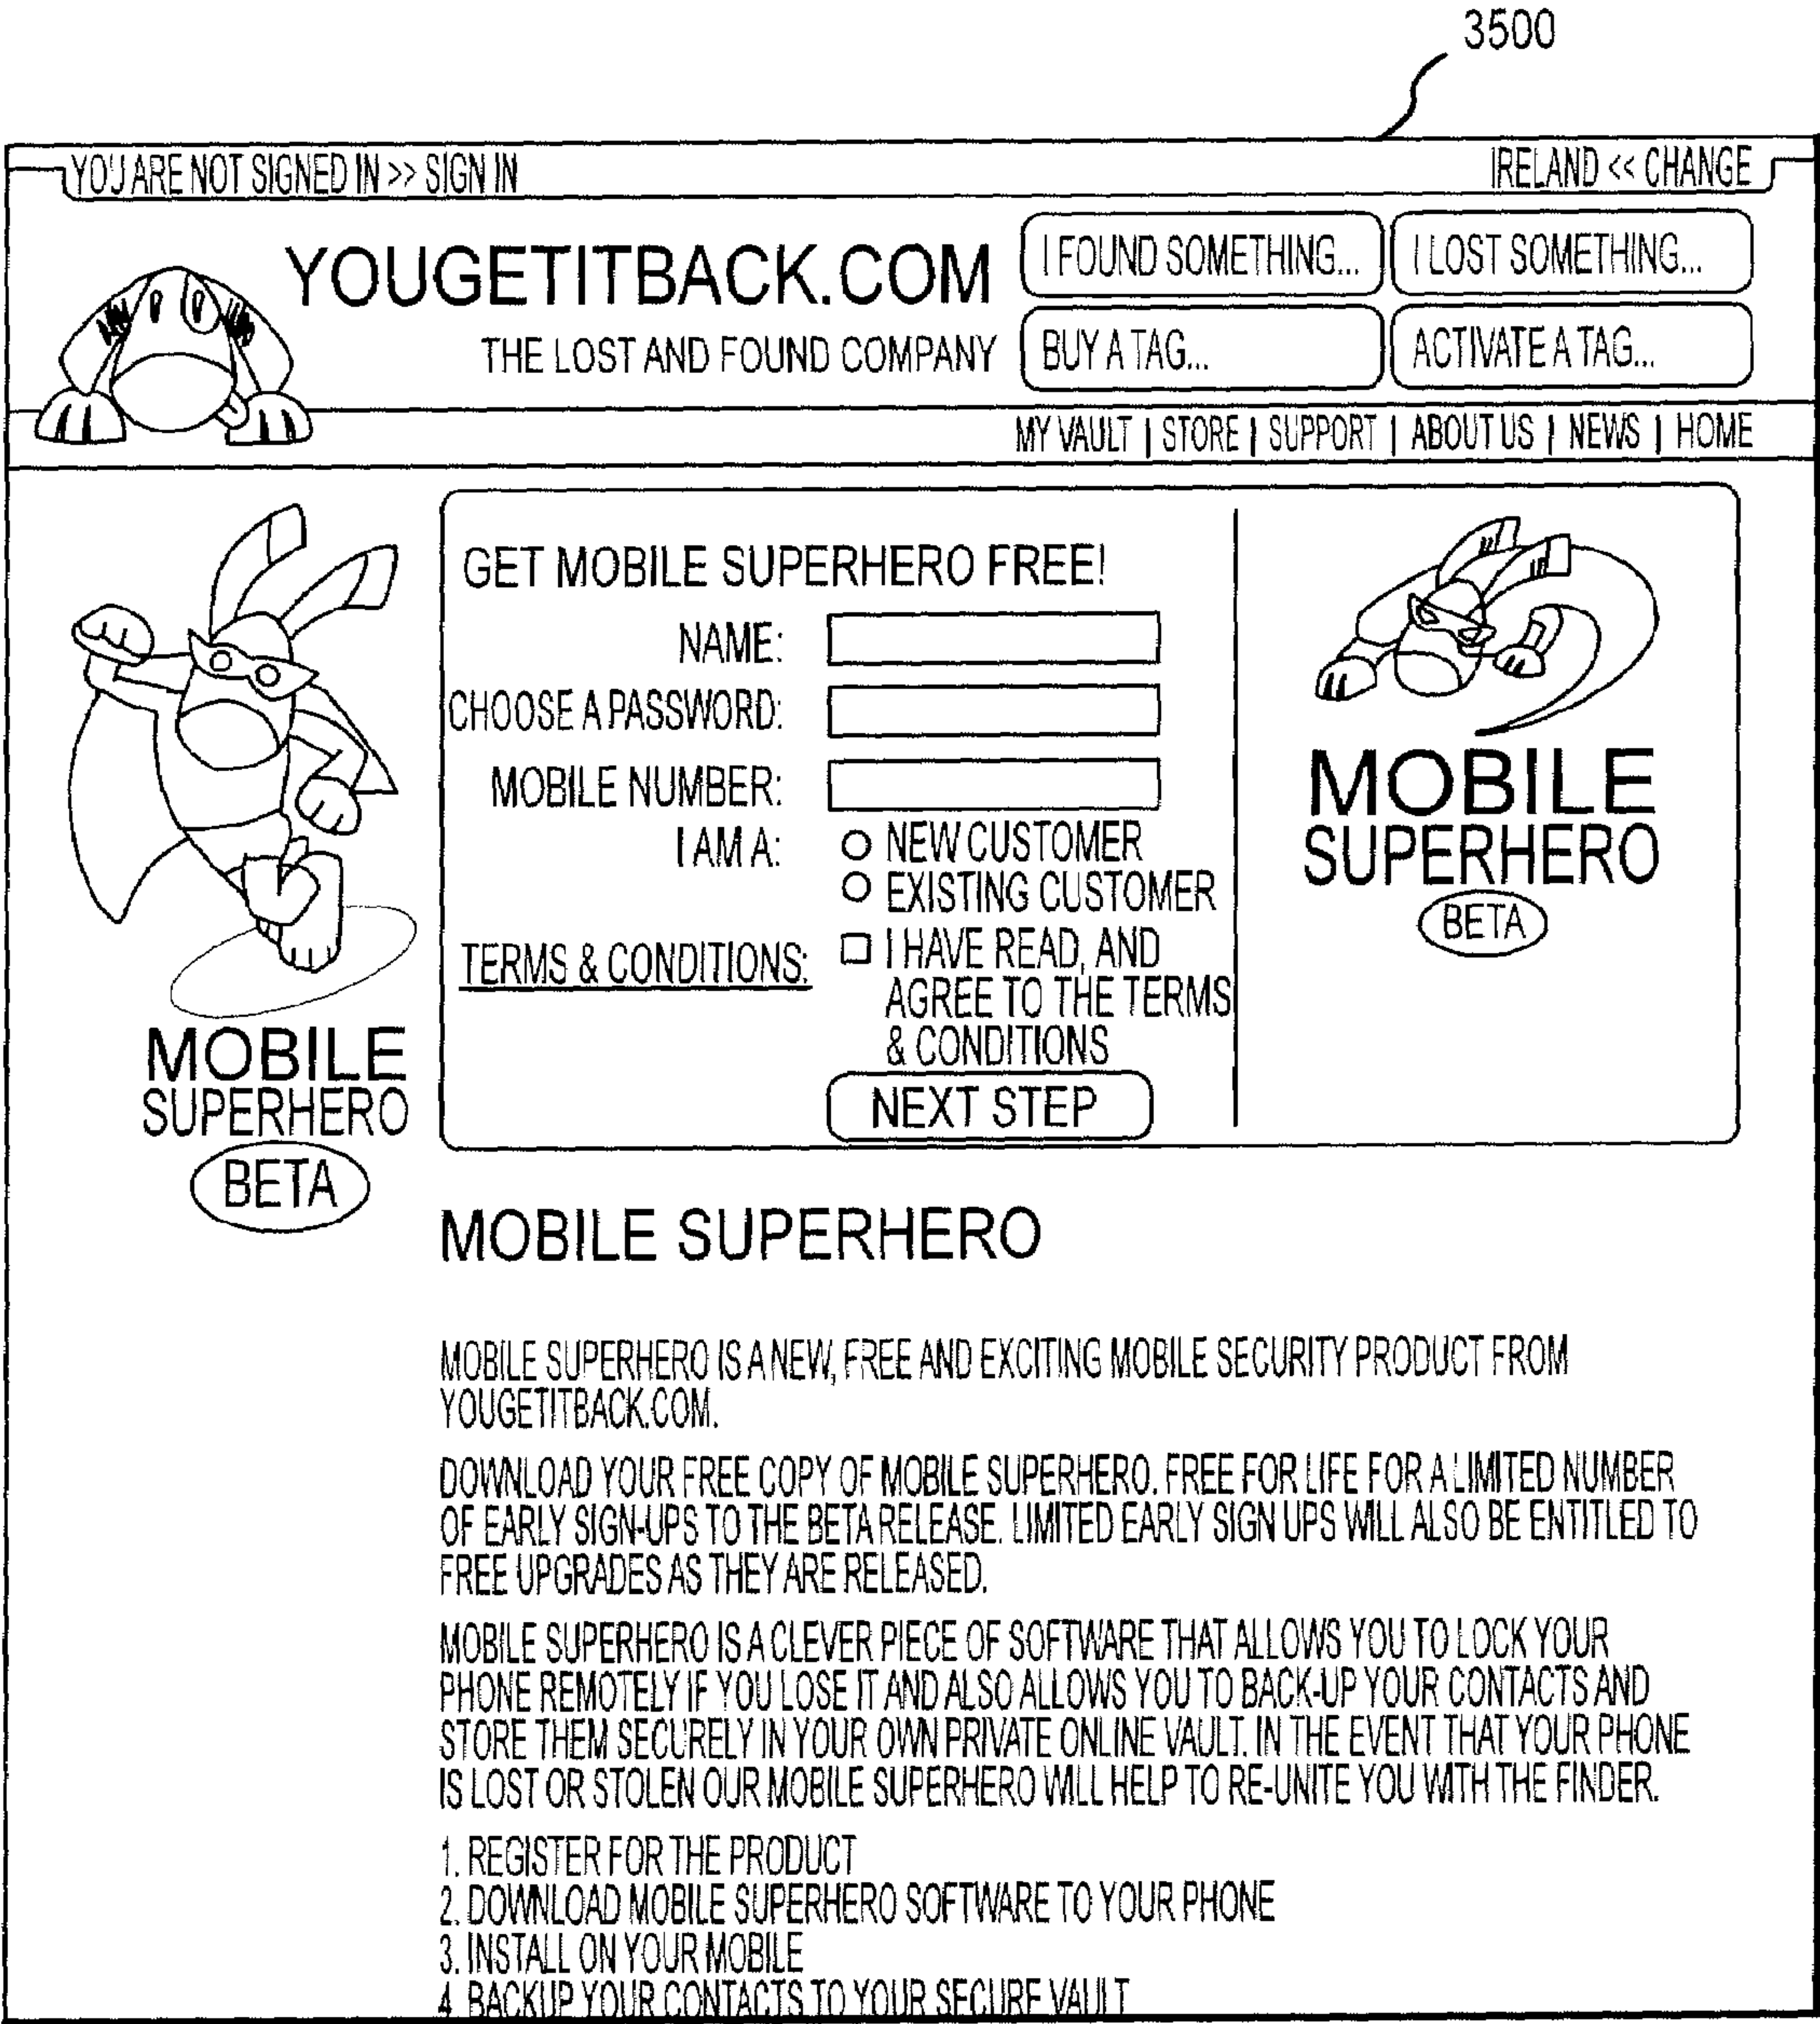 3500
YOU ARE NOT SIGNED IN >> SIGN IN
IRELAND << CHANGE
YOUGETITBACK.COM
THE LOST AND FOUND COMPANY
I FOUND SOMETHING...
I LOST SOMETHING...
BUY A TAG...
ACTIVATE A TAG...
MY VAULT | STORE | SUPPORT | ABOUT US | NEWS | HOME
MOBILE
SUPERHERO
BETA
GET MOBILE SUPERHERO FREE!
NAME:
CHOOSE A PASSWORD:
MOBILE NUMBER:
I AM A:
NEW CUSTOMER
EXISTING CUSTOMER
TERMS & CONDITIONS:
I HAVE READ, AND
AGREE TO THE TERMS
& CONDITIONS
NEXT STEP
MOBILE
SUPERHERO
BETA
MOBILE SUPERHERO
MOBILE SUPERHERO IS A NEW, FREE AND EXCITING MOBILE SECURITY PRODUCT FROM
YOUGETITBACK.COM.
DOWNLOAD YOUR FREE COPY OF MOBILE SUPERHERO. FREE FOR LIFE FOR A LIMITED NUMBER
OF EARLY SIGN-UPS TO THE BETA RELEASE. LIMITED EARLY SIGN UPS WILL ALSO BE ENTITLED TO
FREE UPGRADES AS THEY ARE RELEASED.
MOBILE SUPERHERO IS A CLEVER PIECE OF SOFTWARE THAT ALLOWS YOU TO LOCK YOUR
PHONE REMOTELY IF YOU LOSE IT AND ALSO ALLOWS YOU TO BACK-UP YOUR CONTACTS AND
STORE THEM SECURELY IN YOUR OWN PRIVATE ONLINE VAULT. IN THE EVENT THAT YOUR PHONE
IS LOST OR STOLEN OUR MOBILE SUPERHERO WILL HELP TO RE-UNITE YOU WITH THE FINDER.
1. REGISTER FOR THE PRODUCT
2. DOWNLOAD MOBILE SUPERHERO SOFTWARE TO YOUR PHONE
3. INSTALL ON YOUR MOBILE
4. BACKUP YOUR CONTACTS TO YOUR SECURE VAULT